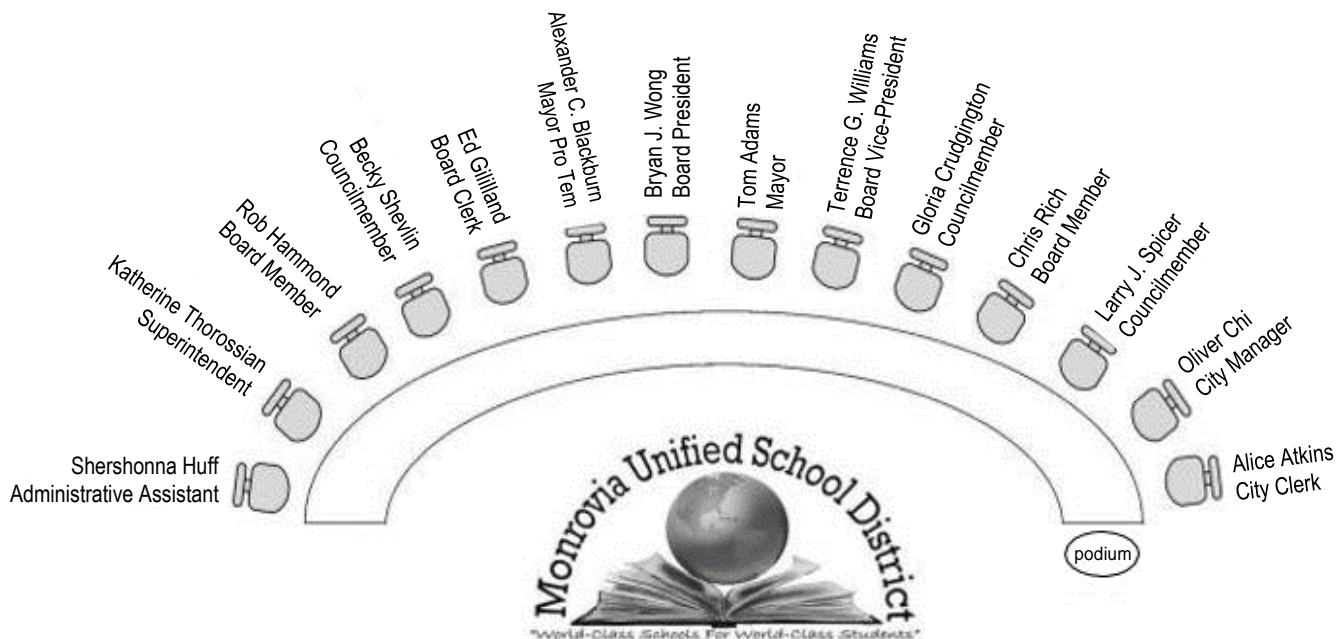 Shershonna Huff
Administrative Assistant
Katherine Thorossian
Superintendent
Rob Hammond
Board Member
Becky Shevlin
Councilmember
Ed Gililland
Board Clerk
Alexander C. Blackburn
Mayor Pro Tem
Bryan J. Wong
Board President
Tom Adams
Mayor
Terrence G. Williams
Board Vice-President
Gloria Crudgington
Councilmember
Chris Rich
Board Member
Larry J. Spicer
Councilmember
Oliver Chi
City Manager
Alice Atkins
City Clerk
podium
Monrovia Unified School District
"World-Class Schools For World-Class Students"